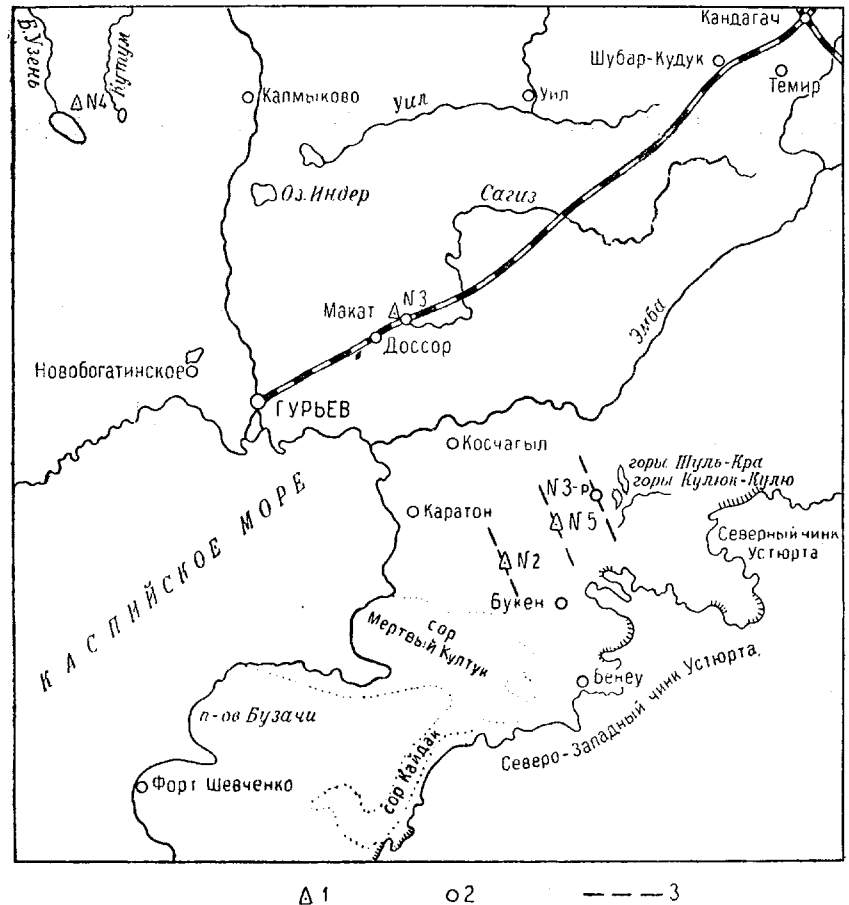 Кандагач
Б. Узень
Кутум
Шубар-Кудук
Темир
N4
Калмыково
Уил
Уил
Оз. Индер
Сагиз
Макат
N3
Доссор
Эмба
Новобогатинское
ГУРЬЕВ
Косчагыл
горы Шуль-Кра
горы Кулюк-Кулю
N3-р
Каратон
N5
Северный чинк
Устюрта
N2
КАСПИЙСКОЕ МОРЕ
Букен
сор
Мертвый Култук
Бенеу
Северо-Западный чинк Устюрта.
п-ов Бузачи
сор Кайдак
Форт Шевченко
1
2
3